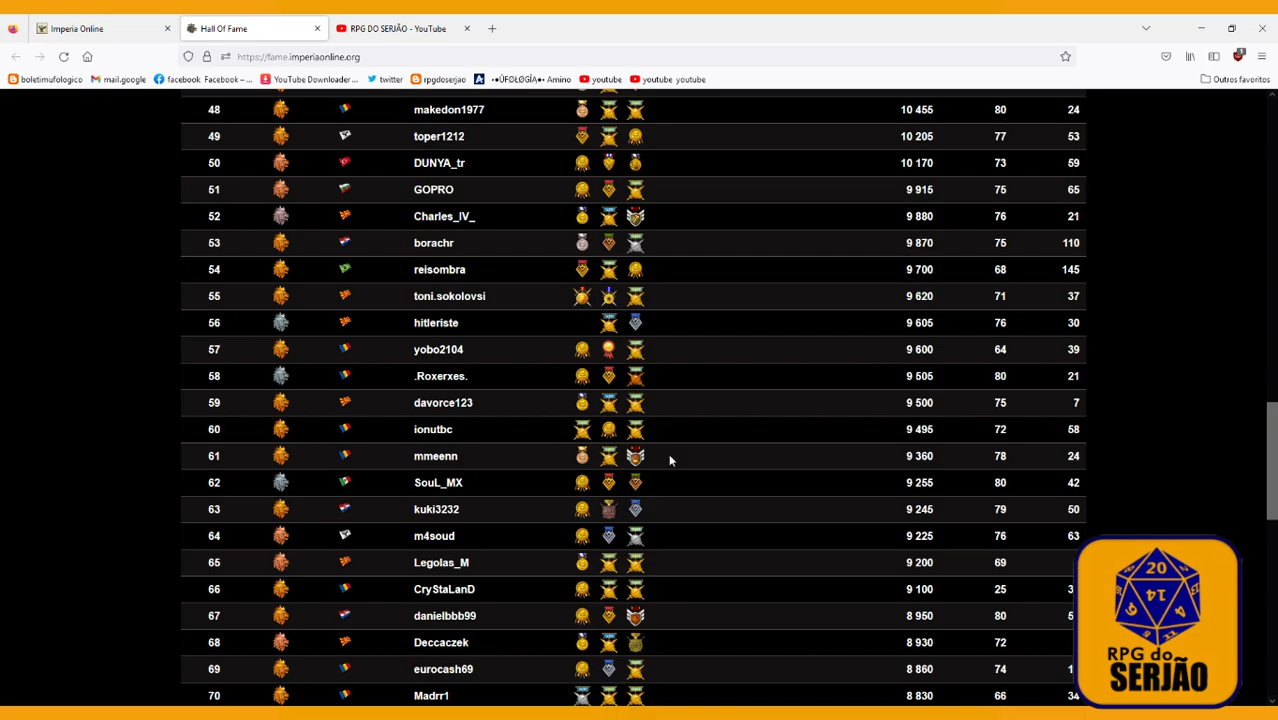 Imperia Online
Hall Of Fame
RPG DO SERJÃO - YouTube
https://fame.imperiaonline.org
boletimufologico
mail.google
facebook Facebook – ...
YouTube Downloader ...
twitter
rpgdoserjao
•●ÛFØŁØGÍA●• Amino
youtube
youtube youtube
Outros favoritos
48 makedon1977 10 455 80 24
49 toper1212 10 205 77 53
50 DUNYA_tr 10 170 73 59
51 GOPRO 9 915 75 65
52 Charles_IV_ 9 880 76 21
53 borachr 9 870 75 110
54 reisombra 9 700 68 145
55 toni.sokolovsi 9 620 71 37
56 hitleriste 9 605 76 30
57 yobo2104 9 600 64 39
58 .Roxerxes. 9 505 80 21
59 davorce123 9 500 75 7
60 ionutbc 9 495 72 58
61 mmeenn 9 360 78 24
62 SouL_MX 9 255 80 42
63 kuki3232 9 245 79 50
64 m4soud 9 225 76 63
65 Legolas_M 9 200 69
66 CryStaLanD 9 100 25
67 danielbbb99 8 950 80
68 Deccaczek 8 930 72
69 eurocash69 8 860 74
70 Madrr1 8 830 66 34
20
14
RPG do
SERJÃO